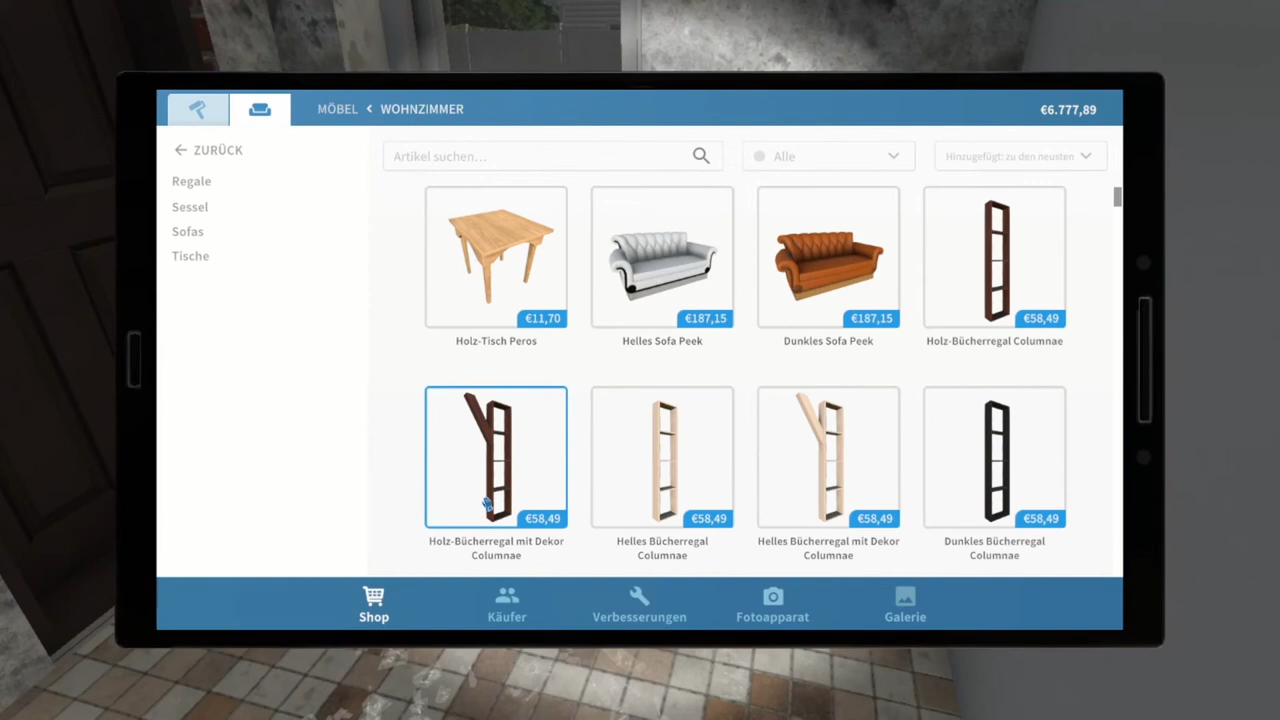 MÖBEL < WOHNZIMMER
€6.777,89
ZURÜCK
Regale
Sessel
Sofas
Tische
Artikel suchen...
Alle
Hinzugefügt: zu den neusten
€11,70
€187,15
€187,15
€58,49
Holz-Tisch Peros
Helles Sofa Peek
Dunkles Sofa Peek
Holz-Bücherregal Columnae
€58,49
€58,49
€58,49
€58,49
Holz-Bücherregal mit Dekor
Columnae
Helles Bücherregal
Columnae
Helles Bücherregal mit Dekor
Columnae
Dunkles Bücherregal
Columnae
Shop
Käufer
Verbesserungen
Fotoapparat
Galerie